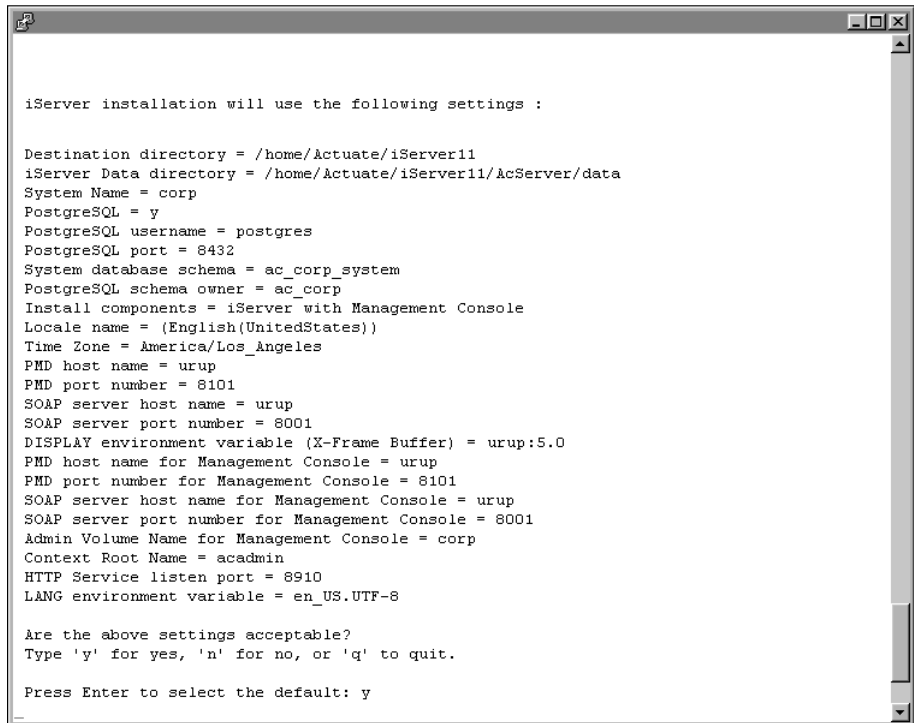 iServer installation will use the following settings :
Destination directory = /home/Actuate/iServer11
iServer Data directory = /home/Actuate/iServer11/AcServer/data
System Name = corp
PostgreSQL = y
PostgreSQL username = postgres
PostgreSQL port = 8432
System database schema = ac_corp_system
PostgreSQL schema owner = ac_corp
Install components = iServer with Management Console
Locale name = (English(UnitedStates))
Time Zone = America/Los_Angeles
PMD host name = urup
PMD port number = 8101
SOAP server host name = urup
SOAP server port number = 8001
DISPLAY environment variable (X-Frame Buffer) = urup:5.0
PMD host name for Management Console = urup
PMD port number for Management Console = 8101
SOAP server host name for Management Console = urup
SOAP server port number for Management Console = 8001
Admin Volume Name for Management Console = corp
Context Root Name = acadmin
HTTP Service listen port = 8910
LANG environment variable = en_US.UTF-8
Are the above settings acceptable?
Type 'y' for yes, 'n' for no, or 'q' to quit.
Press Enter to select the default: y